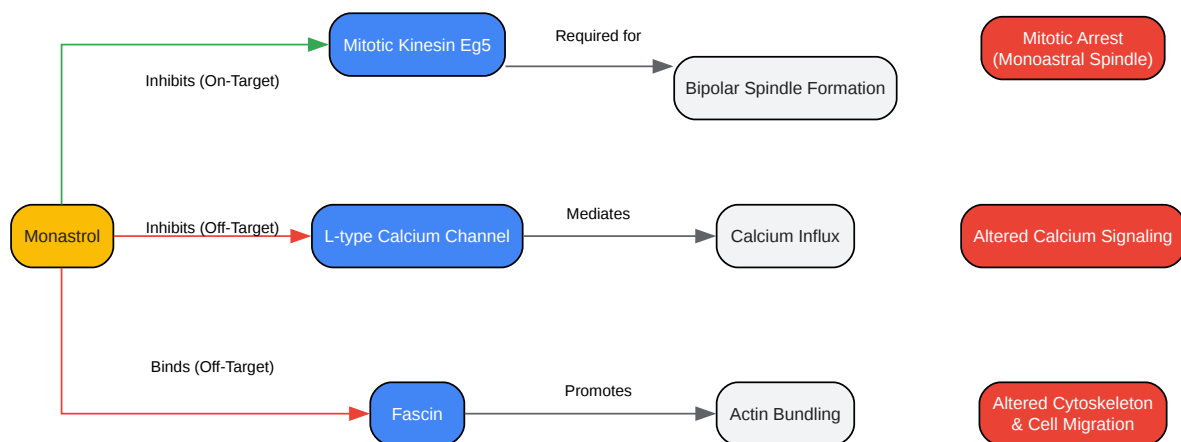 Mitotic Kinesin Eg5
Required for
Mitotic Arrest
(Monoastral Spindle)
Inhibits (On-Target)
Bipolar Spindle Formation
Monastrol
Inhibits (Off-Target)
L-type Calcium Channel
Mediates
Calcium Influx
Altered Calcium Signaling
Binds (Off-Target)
Fascin
Promotes
Actin Bundling
Altered Cytoskeleton
& Cell Migration